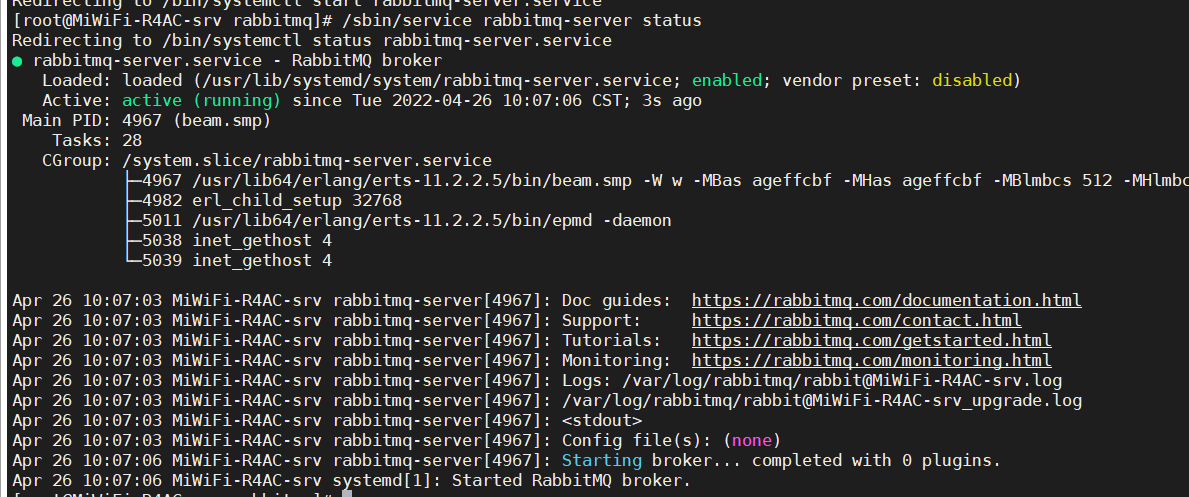 Redirecting to /bin/systemctl start rabbitmq-server.service
[root@MiWiFi-R4AC-srv rabbitmq]# /sbin/service rabbitmq-server status
Redirecting to /bin/systemctl status rabbitmq-server.service
● rabbitmq-server.service - RabbitMQ broker
Loaded: loaded (/usr/lib/systemd/system/rabbitmq-server.service; enabled; vendor preset: disabled)
Active: active (running) since Tue 2022-04-26 10:07:06 CST; 3s ago
Main PID: 4967 (beam.smp)
Tasks: 28
CGroup: /system.slice/rabbitmq-server.service
├─4967 /usr/lib64/erlang/erts-11.2.2.5/bin/beam.smp -W w -MBas ageffcbf -MHas ageffcbf -MBlmbcs 512 -MHlmbc
├─4982 erl_child_setup 32768
├─5011 /usr/lib64/erlang/erts-11.2.2.5/bin/epmd -daemon
├─5038 inet_gethost 4
└─5039 inet_gethost 4
Apr 26 10:07:03 MiWiFi-R4AC-srv rabbitmq-server[4967]: Doc guides: https://rabbitmq.com/documentation.html
Apr 26 10:07:03 MiWiFi-R4AC-srv rabbitmq-server[4967]: Support: https://rabbitmq.com/contact.html
Apr 26 10:07:03 MiWiFi-R4AC-srv rabbitmq-server[4967]: Tutorials: https://rabbitmq.com/getstarted.html
Apr 26 10:07:03 MiWiFi-R4AC-srv rabbitmq-server[4967]: Monitoring: https://rabbitmq.com/monitoring.html
Apr 26 10:07:03 MiWiFi-R4AC-srv rabbitmq-server[4967]: Logs: /var/log/rabbitmq/rabbit@MiWiFi-R4AC-srv.log
Apr 26 10:07:03 MiWiFi-R4AC-srv rabbitmq-server[4967]: /var/log/rabbitmq/rabbit@MiWiFi-R4AC-srv_upgrade.log
Apr 26 10:07:03 MiWiFi-R4AC-srv rabbitmq-server[4967]: <stdout>
Apr 26 10:07:03 MiWiFi-R4AC-srv rabbitmq-server[4967]: Config file(s): (none)
Apr 26 10:07:06 MiWiFi-R4AC-srv rabbitmq-server[4967]: Starting broker... completed with 0 plugins.
Apr 26 10:07:06 MiWiFi-R4AC-srv systemd[1]: Started RabbitMQ broker.